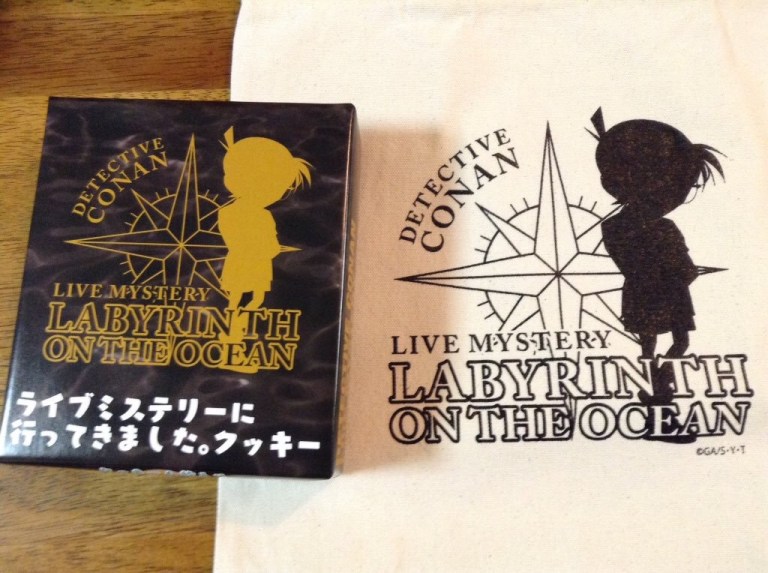 DETECTIVE
CONAN
LIVE MYSTERY
LABYRINTH
ON THE OCEAN
ライブミステリーに
行ってきました。クッキー
DETECTIVE
CONAN
LIVE MYSTERY
LABYRINTH
ON THE OCEAN
©GA/S・Y・T